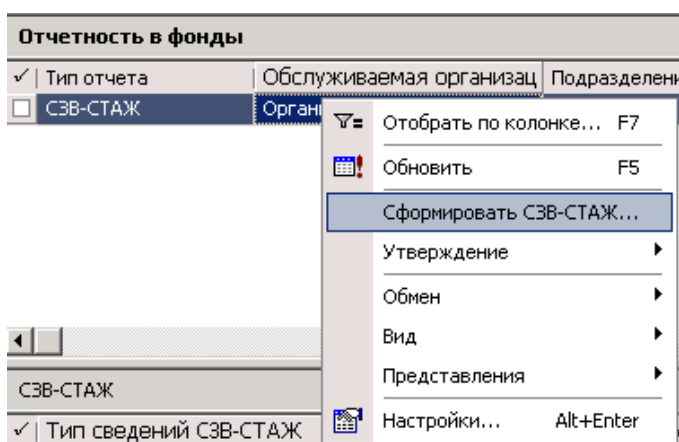 Отчетность в фонды
Тип отчета Обслуживаемая организац Подразделени
СЗВ-СТАЖ Органи
Отобрать по колонке... F7
Обновить F5
Сформировать СЗВ-СТАЖ...
Утверждение
Обмен
Вид
Представления
СЗВ-СТАЖ
Настройки... Alt+Enter
Тип сведений СЗВ-СТАЖ